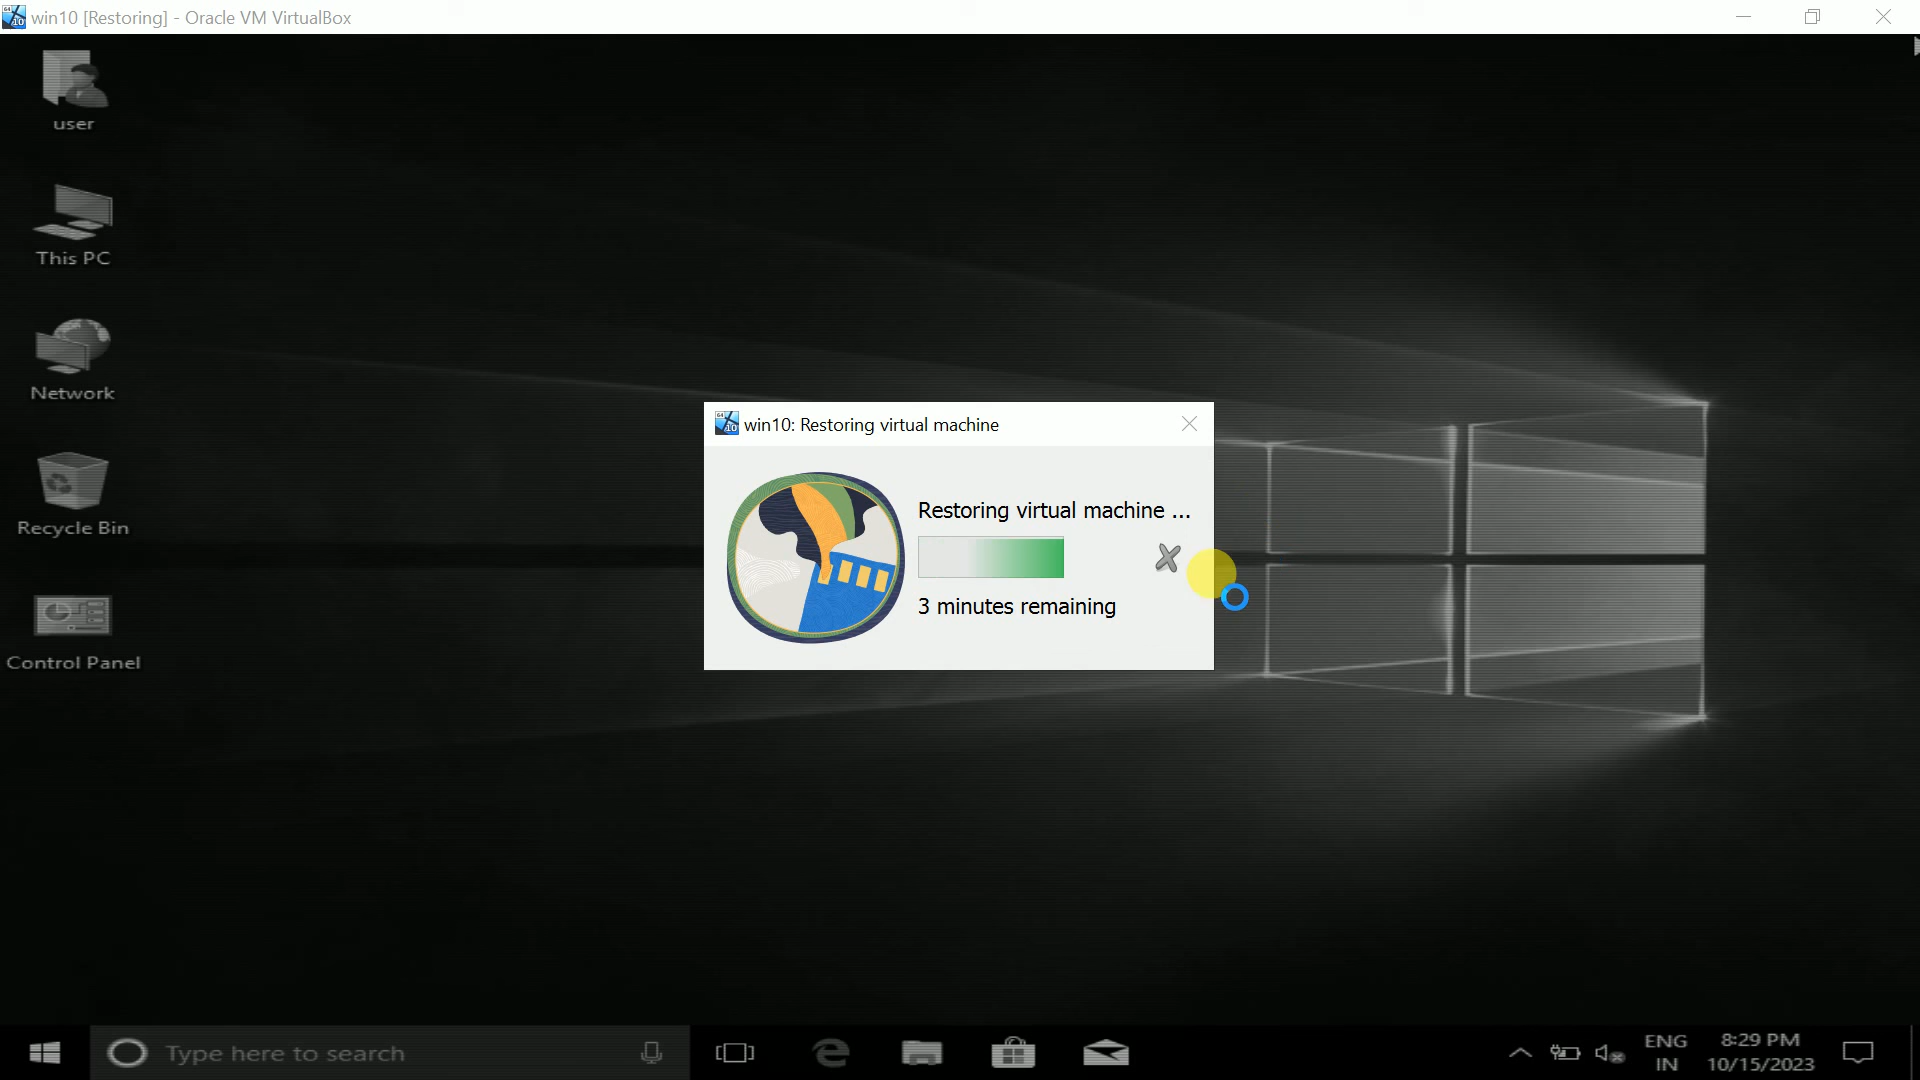 win10 [Restoring] - Oracle VM VirtualBox
user
This PC
Network
Recycle Bin
Control Panel
win10: Restoring virtual machine
Restoring virtual machine ...
3 minutes remaining
Type here to search
ENG
IN
8:29 PM
10/15/2023